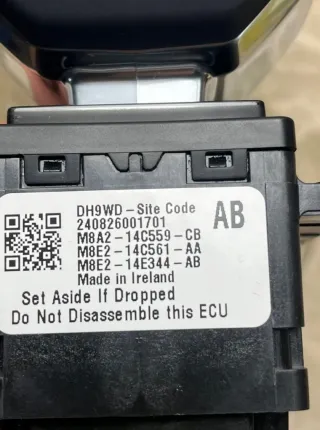 DH9WD-Site Code
AB
240826001701
M8A2-14C559-CB
M8E2-14C561-AA
M8E2-14E344-AB
Made in Ireland
Set Aside If Dropped
Do Not Disassemble this ECU